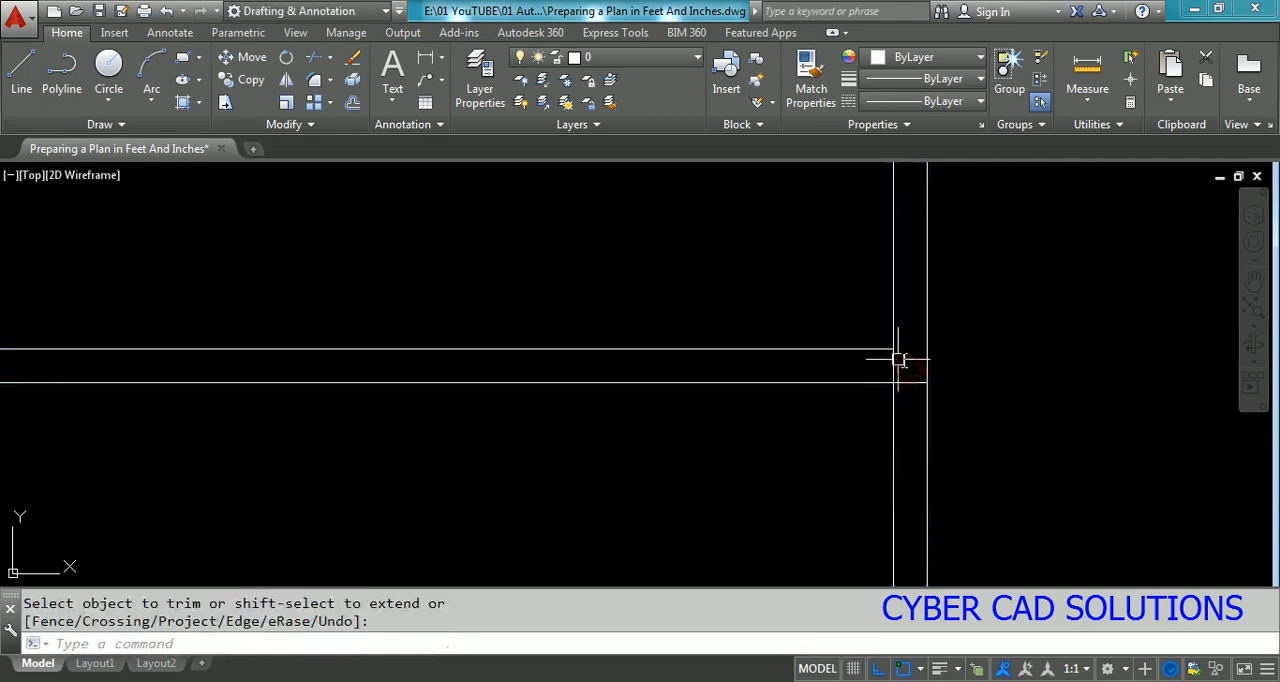 Drafting & Annotation
E:\01 YouTUBE\01 Aut...\Preparing a Plan in Feet And Inches.dwg
Type a keyword or phrase
Sign In
Home Insert Annotate Parametric View Manage Output Add-ins Autodesk 360 Express Tools BIM 360 Featured Apps
Move
Copy
0
ByLayer
ByLayer
ByLayer
Line Polyline Circle Arc Text Layer Properties Insert Match Properties Group Measure Paste Base
Draw Modify Annotation Layers Block Properties Groups Utilities Clipboard View
Preparing a Plan in Feet And Inches*
[−][Top][2D Wireframe]
Y
X
Select object to trim or shift-select to extend or
[Fence/Crossing/Project/Edge/eRase/Undo]:
CYBER CAD SOLUTIONS
Type a command
Model Layout1 Layout2 MODEL 1:1